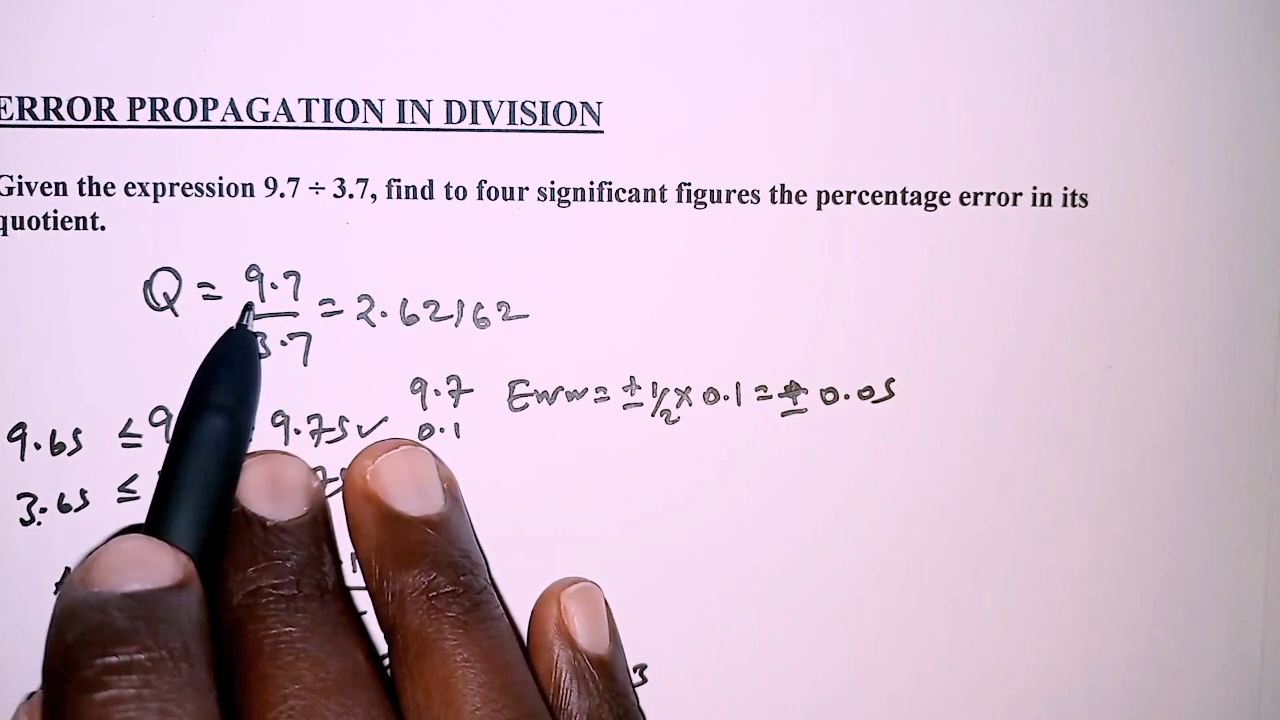 ERROR PROPAGATION IN DIVISION
Given the expression 9.7 ÷ 3.7, find to four significant figures the percentage error in its
quotient.
Q = 9.7 / 3.7 = 2.62162
9.7 Error = ± 1/2 × 0.1 = ± 0.05
0.1
9.65 ≤ 9 9.75 ✓
3.65 ≤
3